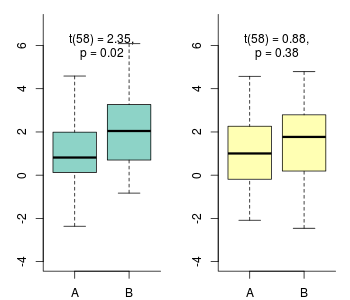 t(58) = 2.35,
p = 0.02
6
4
2
0
-2
-4
A B
t(58) = 0.88,
p = 0.38
6
4
2
0
-2
-4
A B